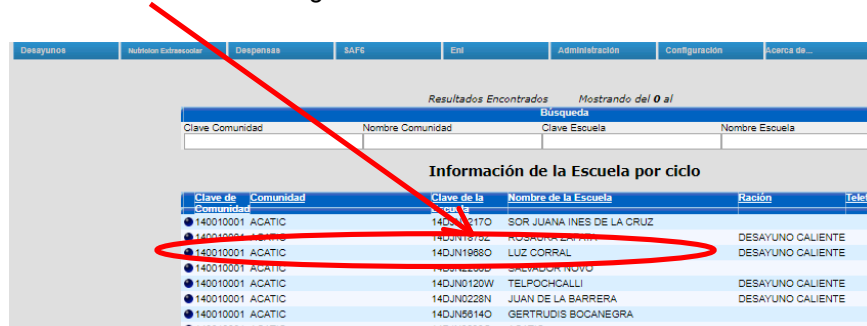 Desayunos Nutrision Extraescolar Despensas SAF6 Eni Administración Configuración Acerca de...
Resultados Encontrados Mostrando del 0 al
Búsqueda
Clave Comunidad Nombre Comunidad Clave Escuela Nombre Escuela
Información de la Escuela por ciclo
Clave de Comunidad Comunidad Clave de la Escuela Nombre de la Escuela Ración
140010001 ACATIC SOR JUANA INES DE LA CRUZ
140010001 ACATIC DESAYUNO CALIENTE
140010001 ACATIC 14DJN1968O LUZ CORRAL DESAYUNO CALIENTE
140010001 ACATIC SALVADOR NOVO
140010001 ACATIC 14DJN0120W TELPOCHCALLI DESAYUNO CALIENTE
140010001 ACATIC 14DJN0228N JUAN DE LA BARRERA DESAYUNO CALIENTE
140010001 ACATIC 14DJN5614O GERTRUDIS BOCANEGRA